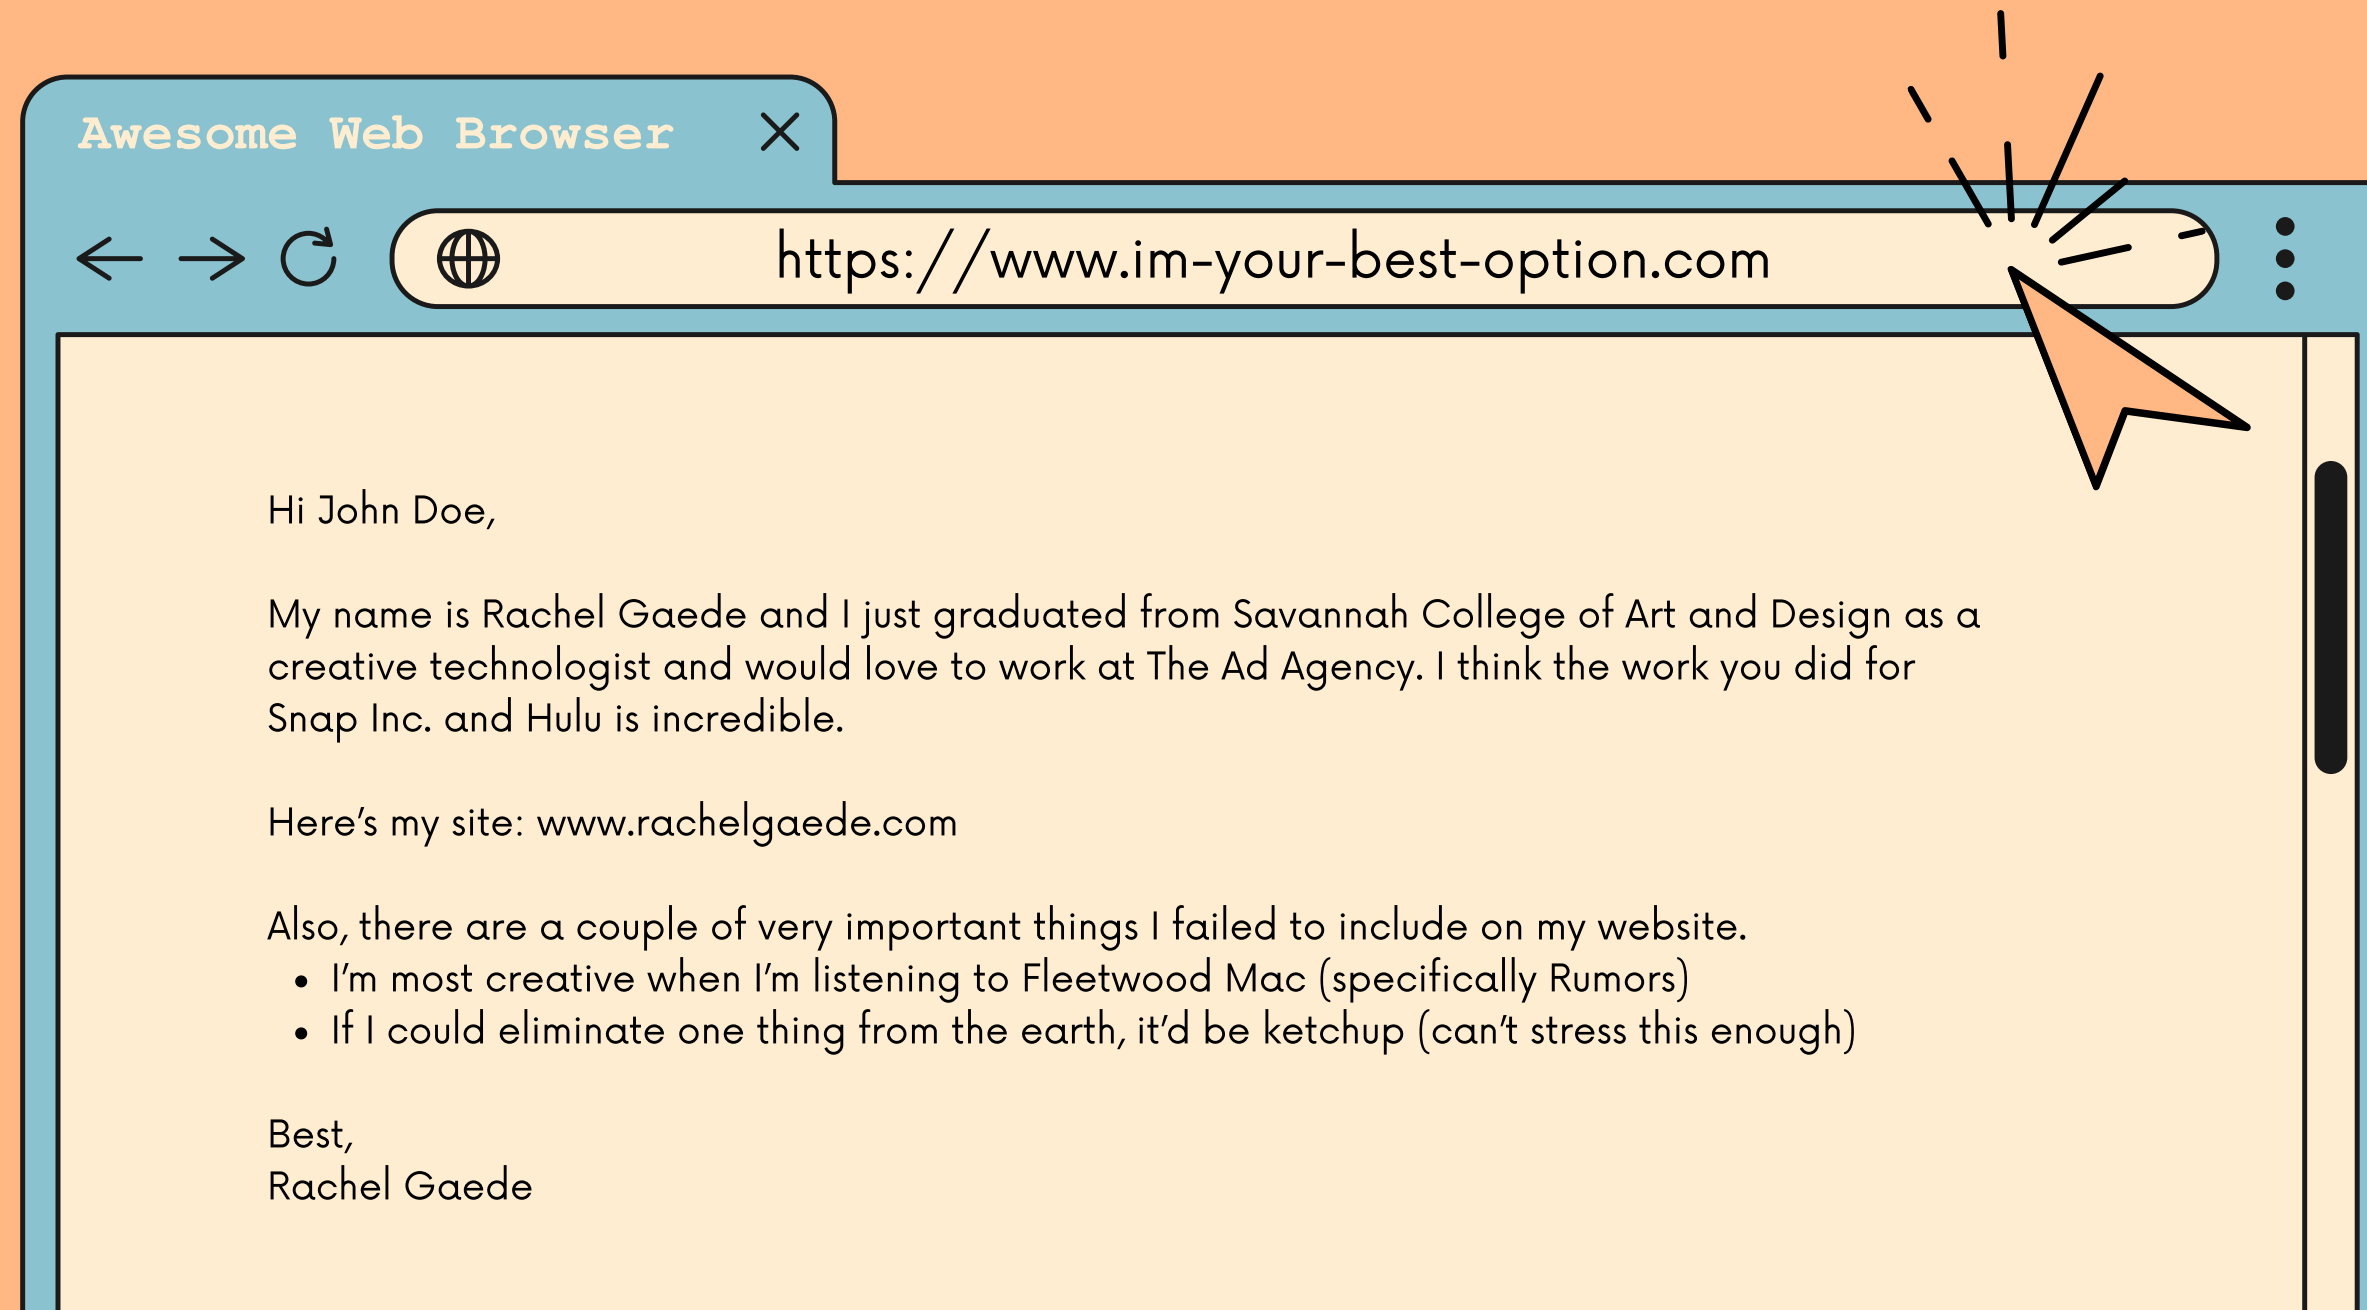 Awesome Web Browser
https://www.im-your-best-option.com
Hi John Doe,
My name is Rachel Gaede and I just graduated from Savannah College of Art and Design as a
creative technologist and would love to work at The Ad Agency. I think the work you did for
Snap Inc. and Hulu is incredible.
Here’s my site: www.rachelgaede.com
Also, there are a couple of very important things I failed to include on my website.
• I’m most creative when I’m listening to Fleetwood Mac (specifically Rumors)
• If I could eliminate one thing from the earth, it’d be ketchup (can’t stress this enough)
Best,
Rachel Gaede